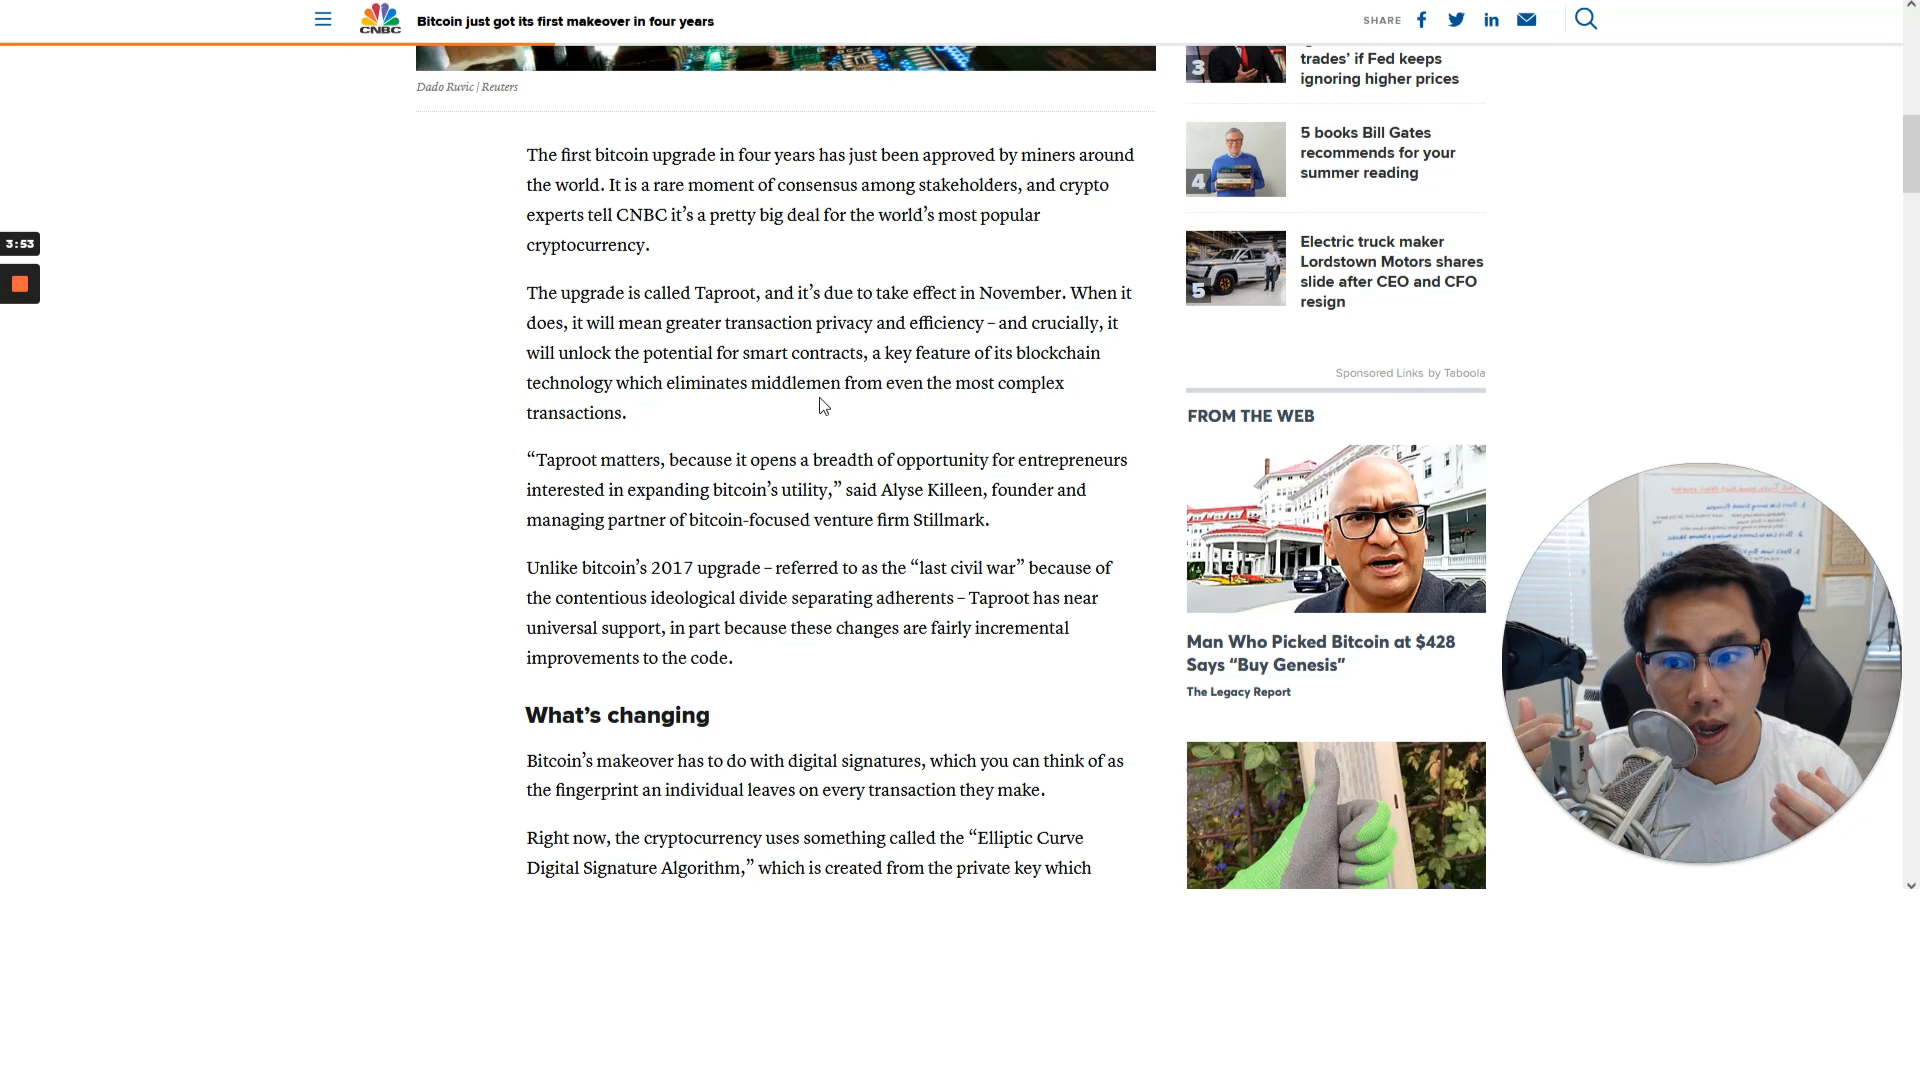 CNBC
Bitcoin just got its first makeover in four years
SHARE
Dado Ruvic | Reuters
The first bitcoin upgrade in four years has just been approved by miners around
the world. It is a rare moment of consensus among stakeholders, and crypto
experts tell CNBC it’s a pretty big deal for the world’s most popular
cryptocurrency.
The upgrade is called Taproot, and it’s due to take effect in November. When it
does, it will mean greater transaction privacy and efficiency – and crucially, it
will unlock the potential for smart contracts, a key feature of its blockchain
technology which eliminates middlemen from even the most complex
transactions.
“Taproot matters, because it opens a breadth of opportunity for entrepreneurs
interested in expanding bitcoin’s utility,” said Alyse Killeen, founder and
managing partner of bitcoin-focused venture firm Stillmark.
Unlike bitcoin’s 2017 upgrade – referred to as the “last civil war” because of
the contentious ideological divide separating adherents – Taproot has near
universal support, in part because these changes are fairly incremental
improvements to the code.
What’s changing
Bitcoin’s makeover has to do with digital signatures, which you can think of as
the fingerprint an individual leaves on every transaction they make.
Right now, the cryptocurrency uses something called the “Elliptic Curve
Digital Signature Algorithm,” which is created from the private key which
3
trades’ if Fed keeps
ignoring higher prices
4
5 books Bill Gates
recommends for your
summer reading
5
Electric truck maker
Lordstown Motors shares
slide after CEO and CFO
resign
Sponsored Links by Taboola
FROM THE WEB
Man Who Picked Bitcoin at $428
Says “Buy Genesis”
The Legacy Report
3:53